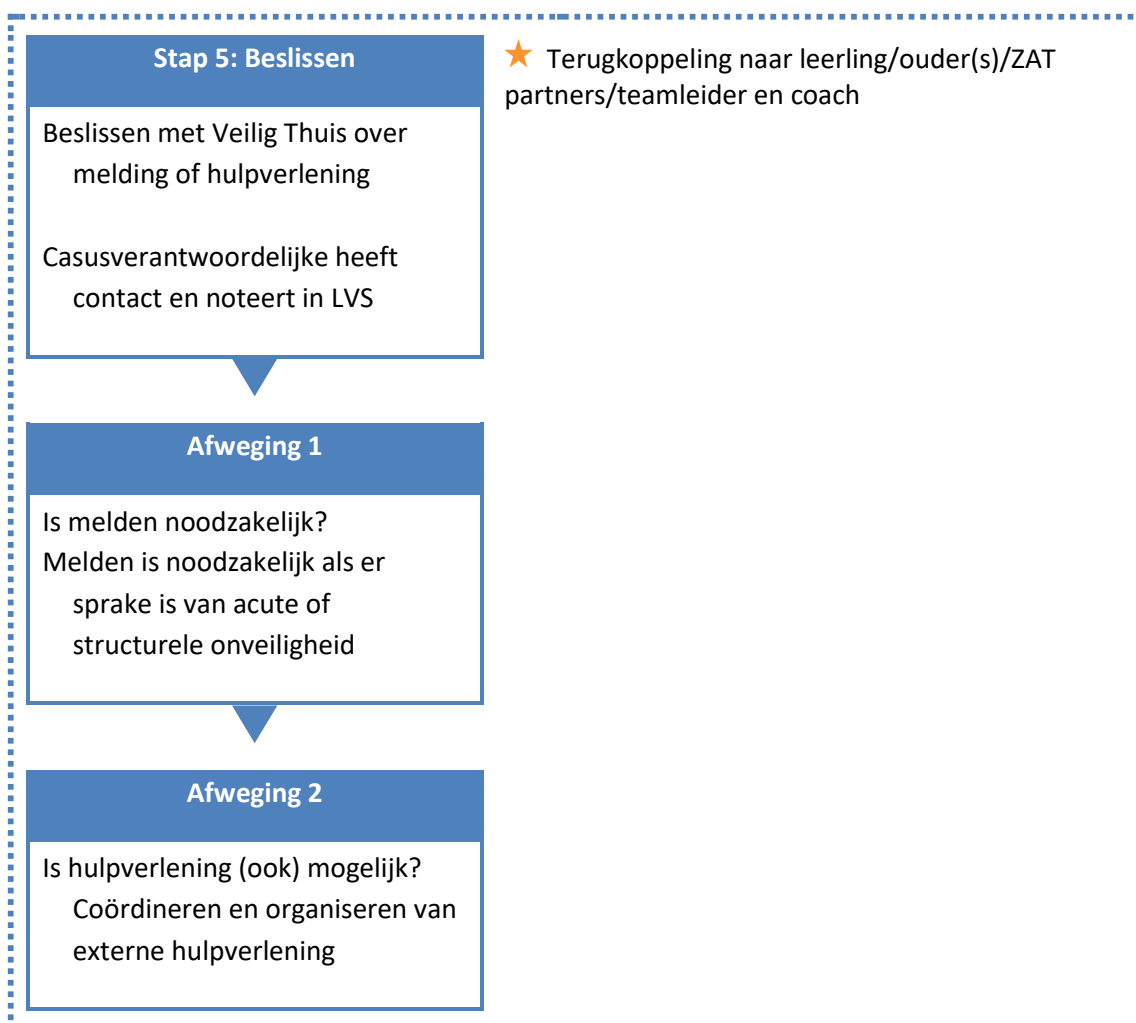 Stap 5: Beslissen
Beslissen met Veilig Thuis over
melding of hulpverlening
Casusverantwoordelijke heeft
contact en noteert in LVS
Terugkoppeling naar leerling/ouder(s)/ZAT
partners/teamleider en coach
Afweging 1
Is melden noodzakelijk?
Melden is noodzakelijk als er
sprake is van acute of
structurele onveiligheid
Afweging 2
Is hulpverlening (ook) mogelijk?
Coördineren en organiseren van
externe hulpverlening